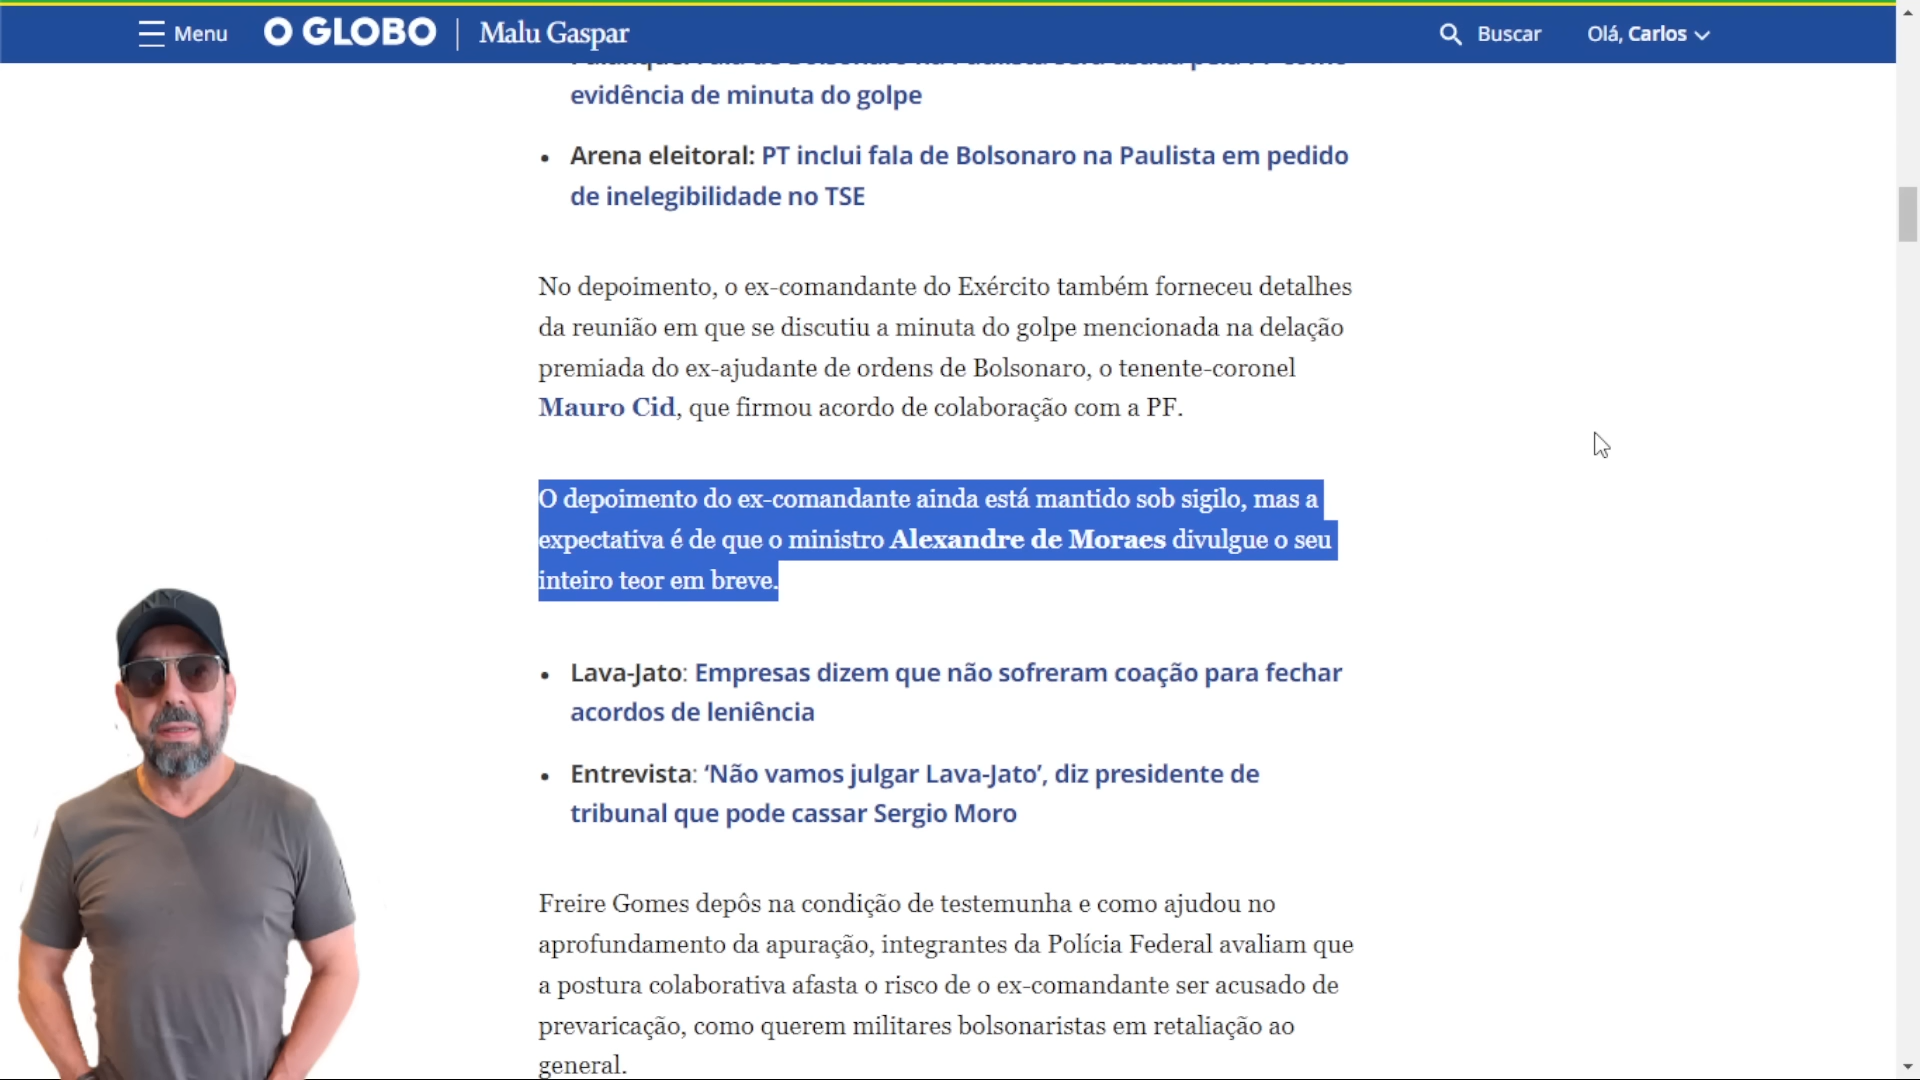 Menu
O GLOBO
Malu Gaspar
Buscar
Olá, Carlos
evidência de minuta do golpe
• Arena eleitoral: PT inclui fala de Bolsonaro na Paulista em pedido
de inelegibilidade no TSE
No depoimento, o ex-comandante do Exército também forneceu detalhes
da reunião em que se discutiu a minuta do golpe mencionada na delação
premiada do ex-ajudante de ordens de Bolsonaro, o tenente-coronel
Mauro Cid, que firmou acordo de colaboração com a PF.
O depoimento do ex-comandante ainda está mantido sob sigilo, mas a
expectativa é de que o ministro Alexandre de Moraes divulgue o seu
inteiro teor em breve.
• Lava-Jato: Empresas dizem que não sofreram coação para fechar
acordos de leniência
• Entrevista: ‘Não vamos julgar Lava-Jato’, diz presidente de
tribunal que pode cassar Sergio Moro
Freire Gomes depôs na condição de testemunha e como ajudou no
aprofundamento da apuração, integrantes da Polícia Federal avaliam que
a postura colaborativa afasta o risco de o ex-comandante ser acusado de
prevaricação, como querem militares bolsonaristas em retaliação ao
general.